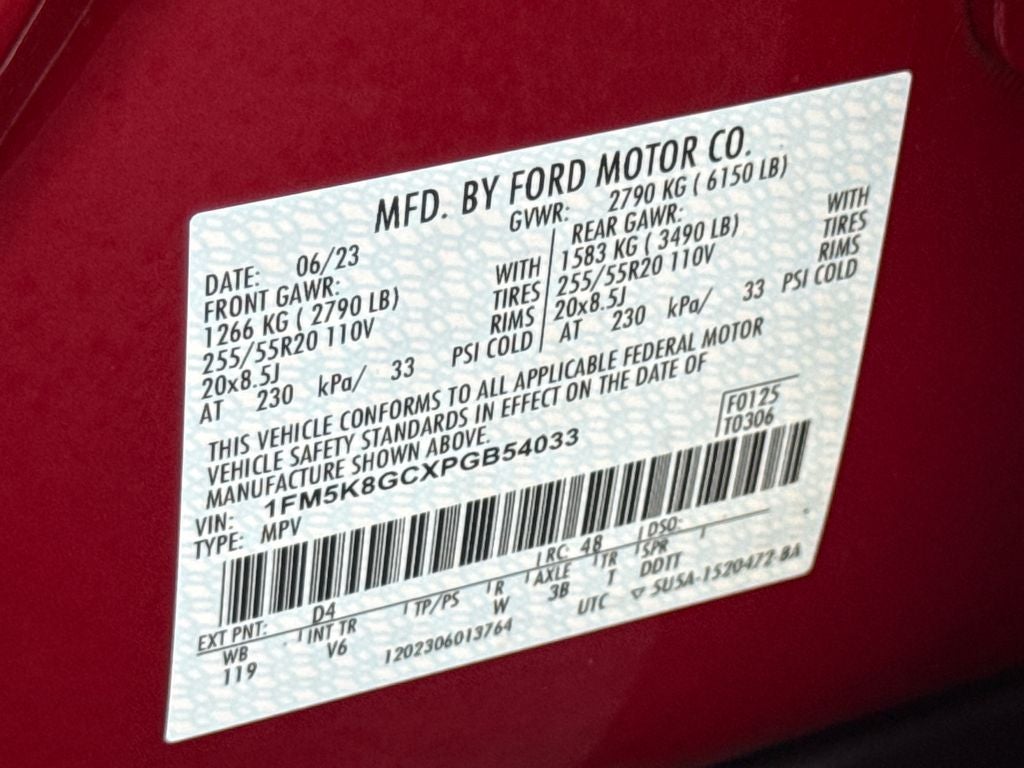 MFD. BY FORD MOTOR CO.
DATE: 06/23 GVWR: 2790 KG ( 6150 LB)
FRONT GAWR: REAR GAWR:
1266 KG ( 2790 LB) WITH 1583 KG ( 3490 LB) WITH
255/55R20 110V TIRES 255/55R20 110V TIRES
20x8.5J RIMS 20x8.5J RIMS
AT 230 kPa/ 33 PSI COLD AT 230 kPa/ 33 PSI COLD
THIS VEHICLE CONFORMS TO ALL APPLICABLE FEDERAL MOTOR
VEHICLE SAFETY STANDARDS IN EFFECT ON THE DATE OF
MANUFACTURE SHOWN ABOVE.
VIN: 1FM5K8GCXPGB54033 F0125
TYPE: MPV T0306
EXT PNT: D4 RC: 48 DSO:
WB INT TR TP/PS R AXLE TR SPR
119 V6 W 3B T DDTT
1202306013764 UTC ▽ 5U5A-1520472-BA